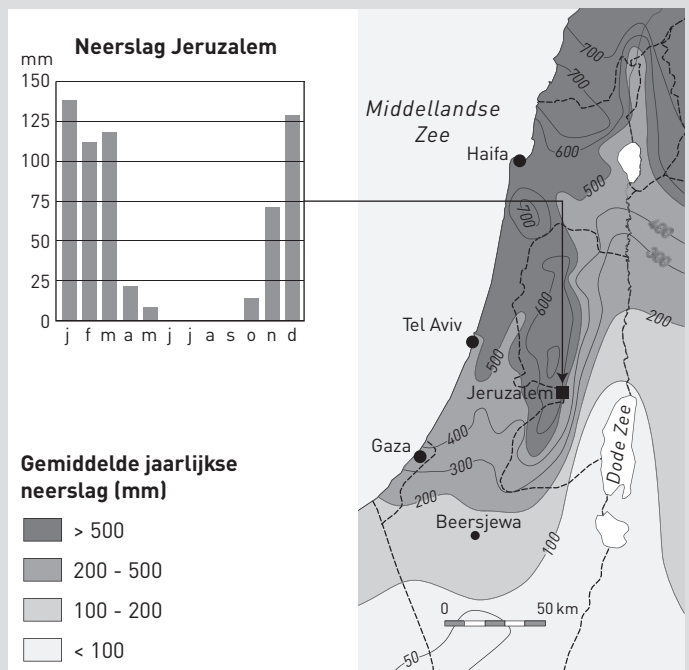 Neerslag Jeruzalem
mm
150
125
100
75
50
25
0
j f m a m j j a s o n d
Gemiddelde jaarlijkse
neerslag (mm)
> 500
200 - 500
100 - 200
< 100
700
700
Middellandse
Zee
Haifa
600
500
700
400
300
600
200
Tel Aviv
500
Jeruzalem
Dode Zee
400
Gaza
300
200
Beersjewa
100
0 50 km
50